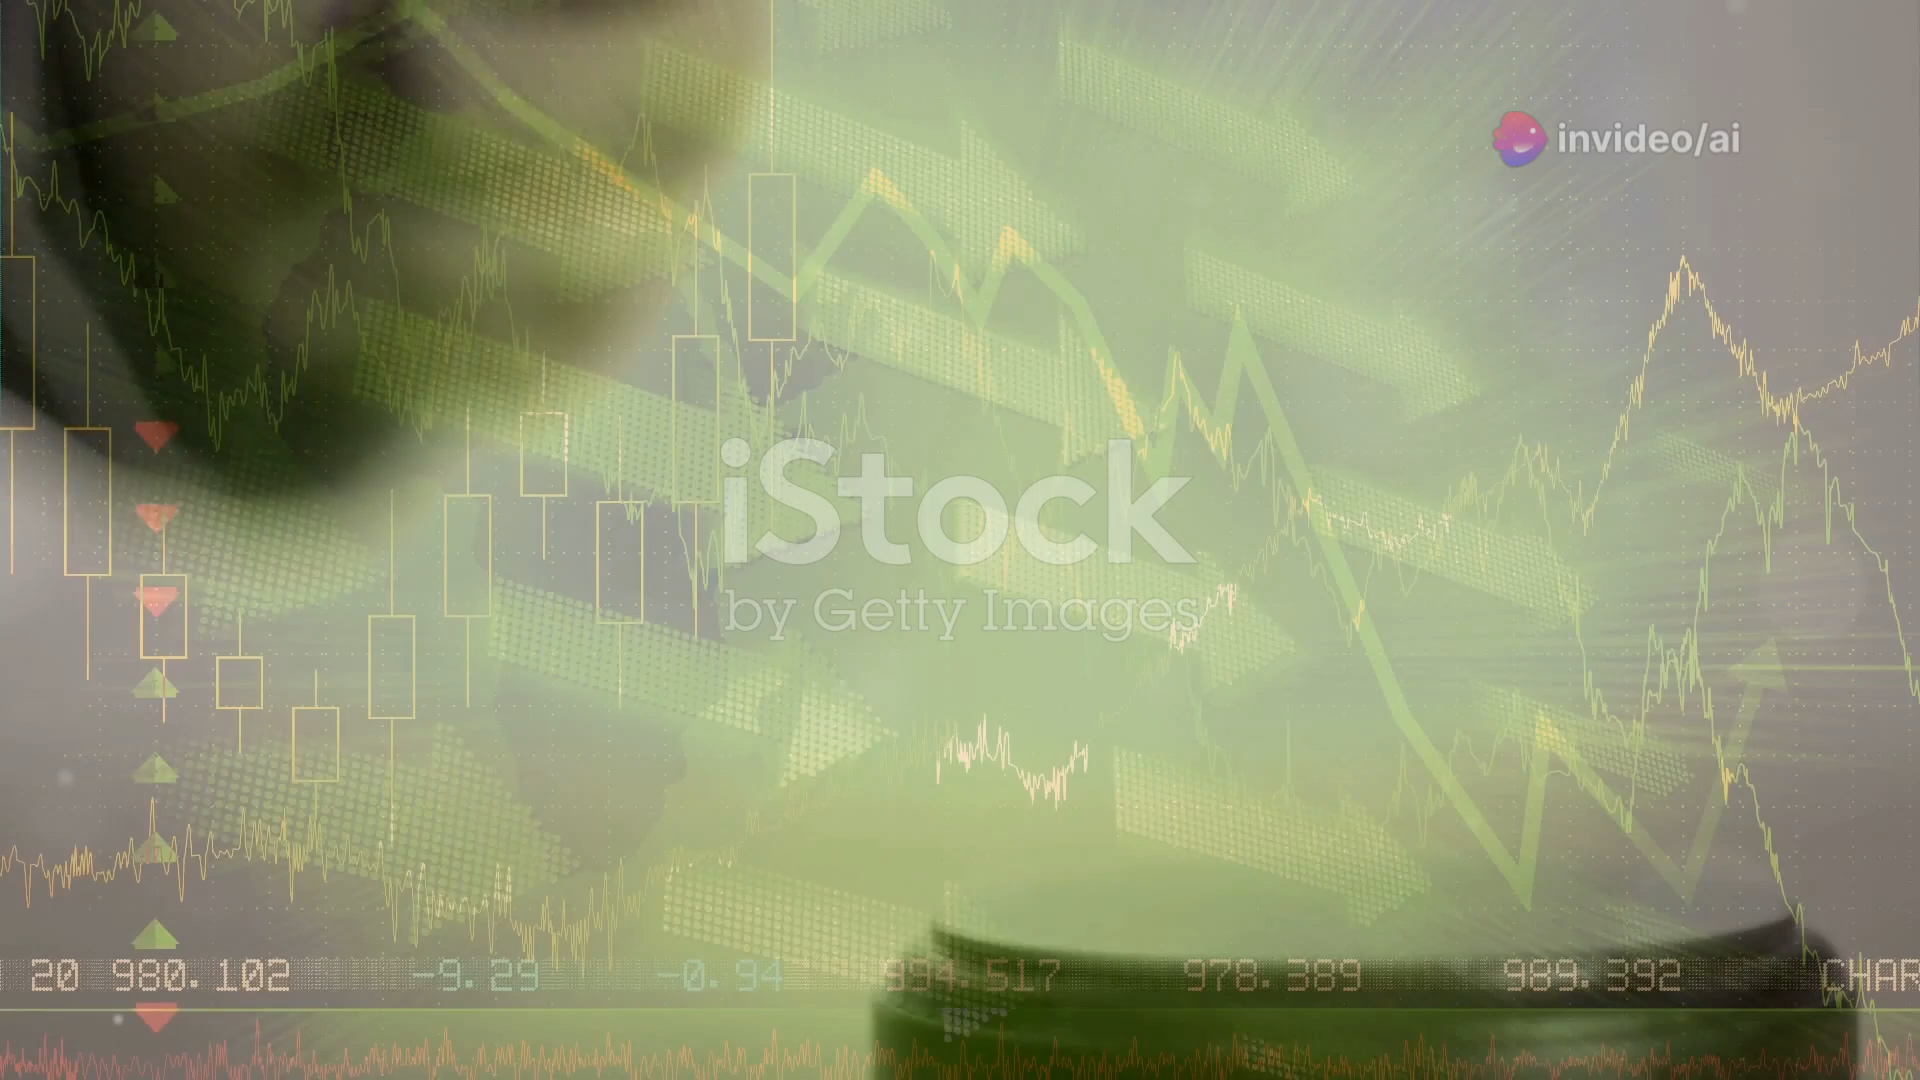 invideo/ai
iStock
by Getty Images
20 980.102 -9.29 -0.94 994.517 978.389 989.392 CHAR